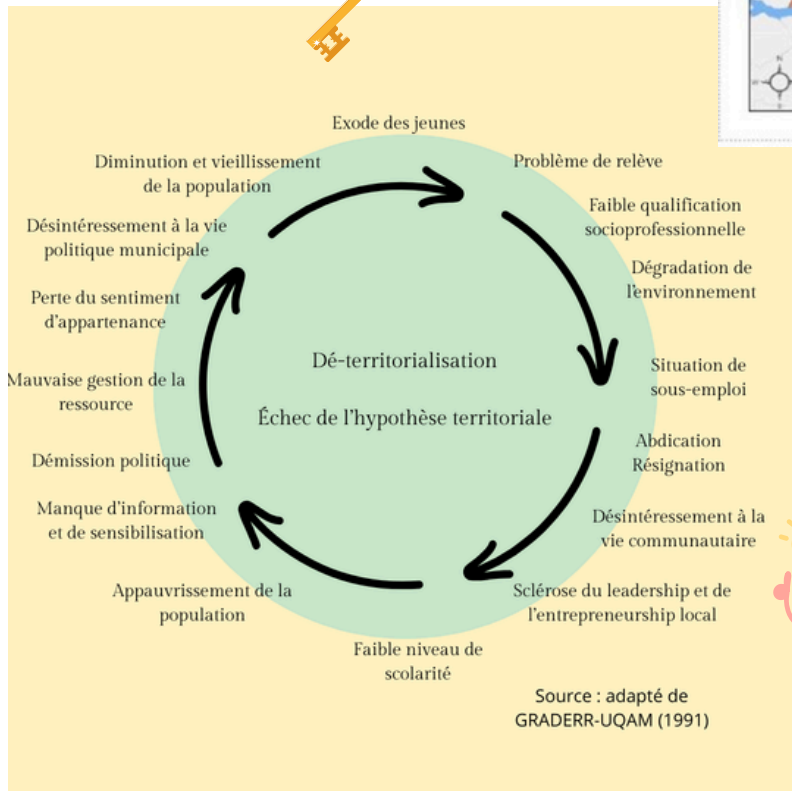 Exode des jeunes
Problème de relève
Faible qualification
socioprofessionnelle
Dégradation de
l'environnement
Situation de
sous-emploi
Abdication
Résignation
Désintéressement à la
vie communautaire
Sclérose du leadership et de
l'entrepreneurship local
Faible niveau de
scolarité
Appauvrissement de la
population
Manque d'information
et de sensibilisation
Démission politique
Mauvaise gestion de la
ressource
Perte du sentiment
d'appartenance
Désintéressement à la vie
politique municipale
Diminution et vieillissement
de la population
Dé-territorialisation
Échec de l'hypothèse territoriale
Source : adapté de
GRADERR-UQAM (1991)